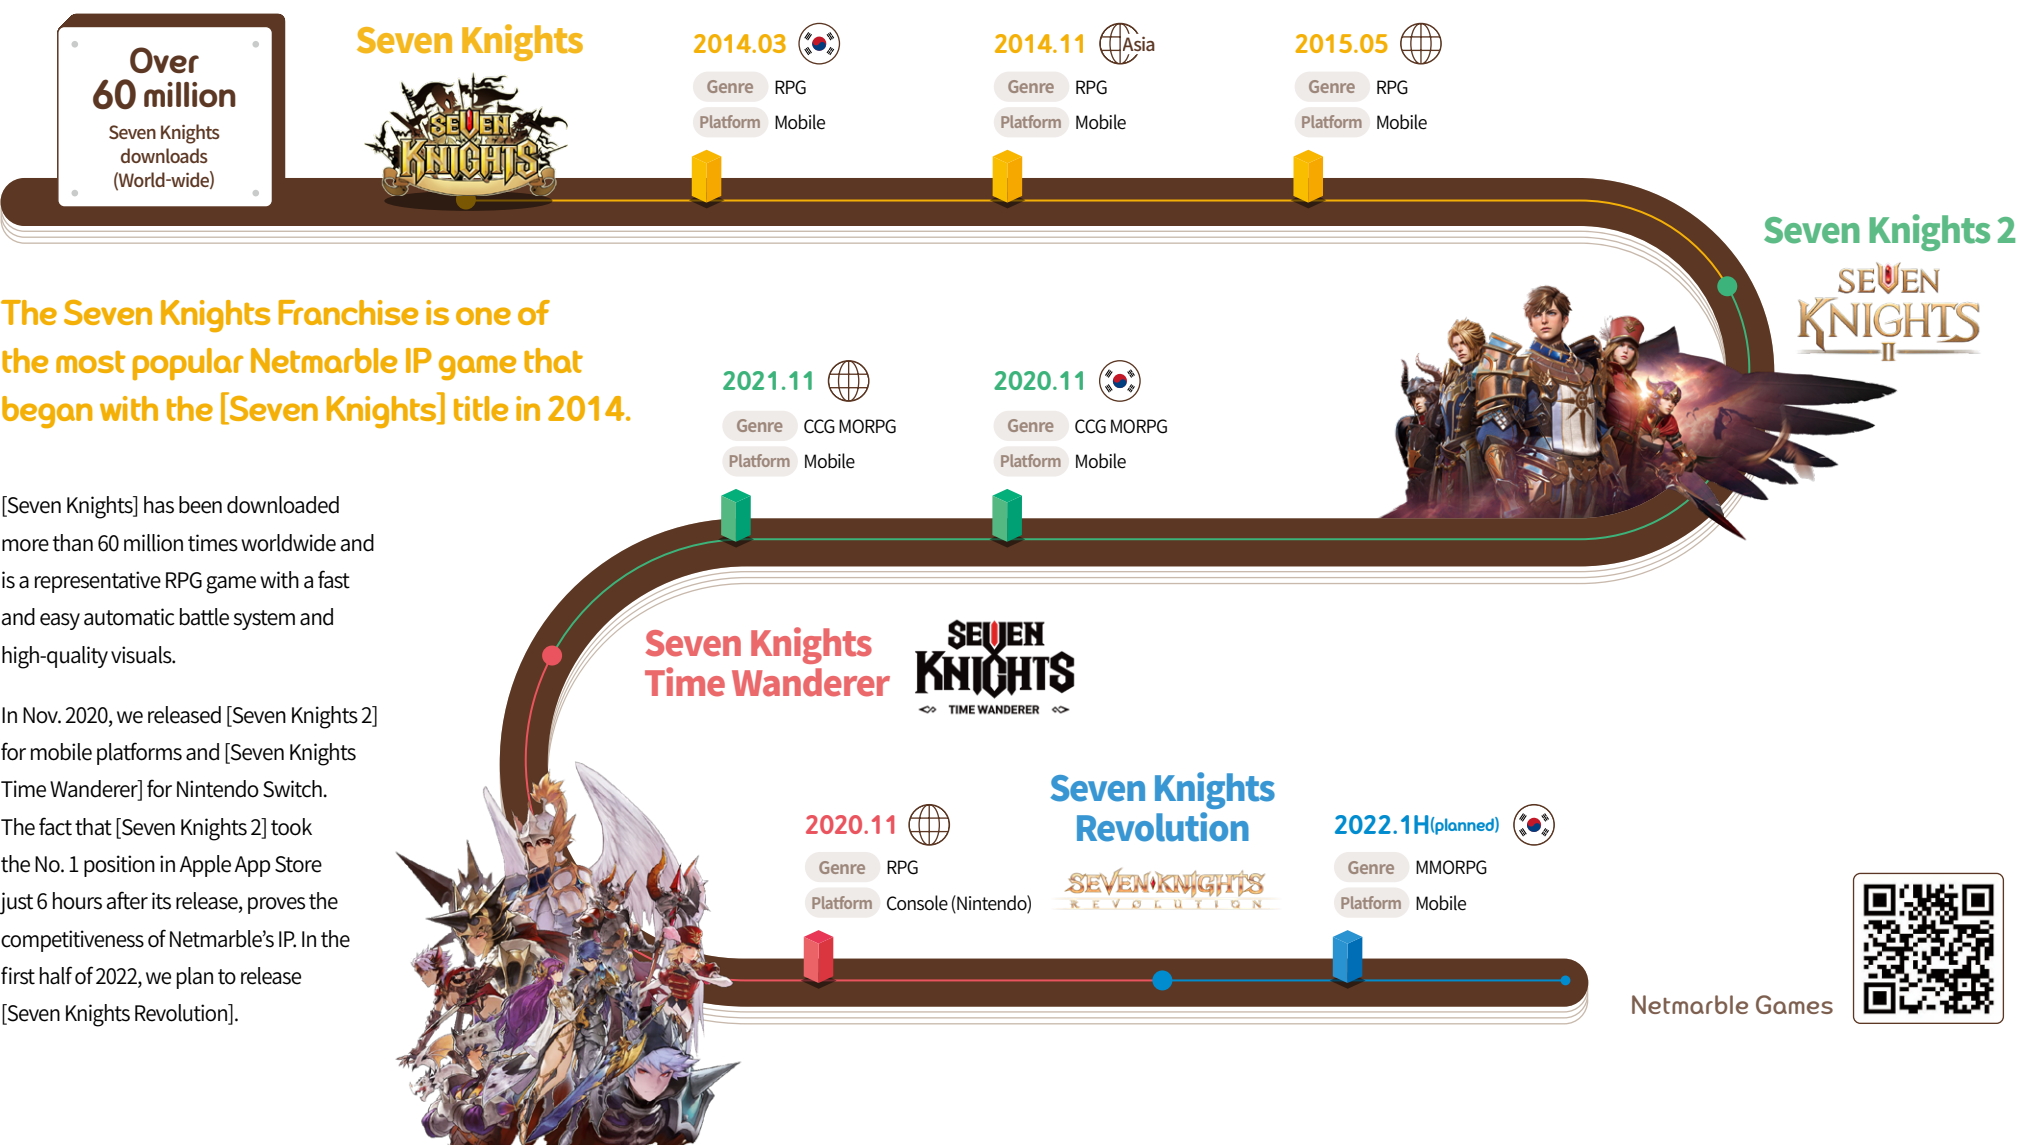 Over
60 million
Seven Knights
downloads
(World-wide)
Seven Knights
SEVEN
KNIGHTS
2014.03
Genre RPG
Platform Mobile
2014.11 Asia
Genre RPG
Platform Mobile
2015.05
Genre RPG
Platform Mobile
Seven Knights 2
SEVEN
KNIGHTS
II
The Seven Knights Franchise is one of
the most popular Netmarble IP game that
began with the [Seven Knights] title in 2014.
2021.11
Genre CCG MORPG
Platform Mobile
2020.11
Genre CCG MORPG
Platform Mobile
[Seven Knights] has been downloaded
more than 60 million times worldwide and
is a representative RPG game with a fast
and easy automatic battle system and
high-quality visuals.
In Nov. 2020, we released [Seven Knights 2]
for mobile platforms and [Seven Knights
Time Wanderer] for Nintendo Switch.
The fact that [Seven Knights 2] took
the No. 1 position in Apple App Store
just 6 hours after its release, proves the
competitiveness of Netmarble’s IP. In the
first half of 2022, we plan to release
[Seven Knights Revolution].
Seven Knights
Time Wanderer
SEVEN
KNIGHTS
TIME WANDERER
2020.11
Genre RPG
Platform Console (Nintendo)
Seven Knights
Revolution
SEVEN KNIGHTS
REVOLUTION
2022.1H(planned)
Genre MMORPG
Platform Mobile
Netmarble Games